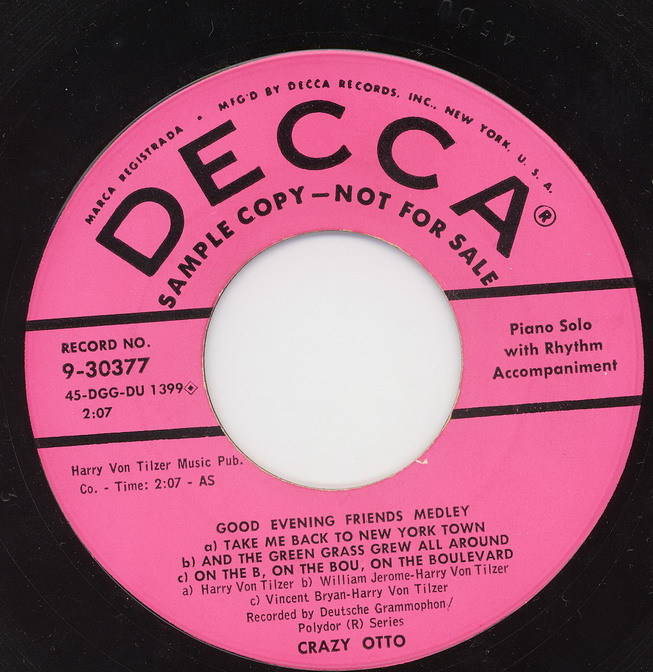 MARCA REGISTRADA • MFG'D BY DECCA RECORDS, INC., NEW YORK, U. S. A.
DECCA®
SAMPLE COPY—NOT FOR SALE
RECORD NO.
9-30377
45-DGG-DU 1399
2:07
Piano Solo
with Rhythm
Accompaniment
Harry Von Tilzer Music Pub.
Co. - Time: 2:07 - AS
GOOD EVENING FRIENDS MEDLEY
a) TAKE ME BACK TO NEW YORK TOWN
b) AND THE GREEN GRASS GREW ALL AROUND
c) ON THE B, ON THE BOU, ON THE BOULEVARD
a) Harry Von Tilzer b) William Jerome-Harry Von Tilzer
c) Vincent Bryan-Harry Von Tilzer
Recorded by Deutsche Grammophon/
Polydor (R) Series
CRAZY OTTO